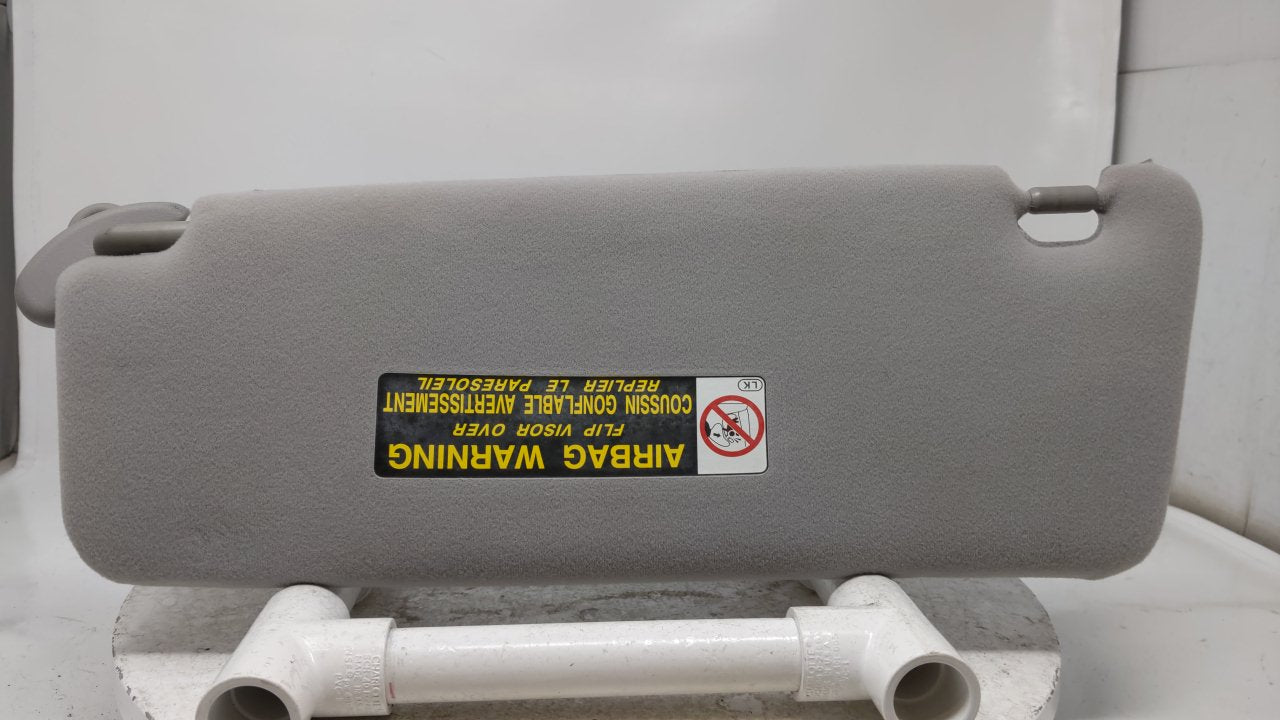 AIRBAG WARNING
FLIP VISOR OVER
COUSSIN GONFLABLE AVERTISSEMENT
REPLIER LE PARESOLEIL
LK